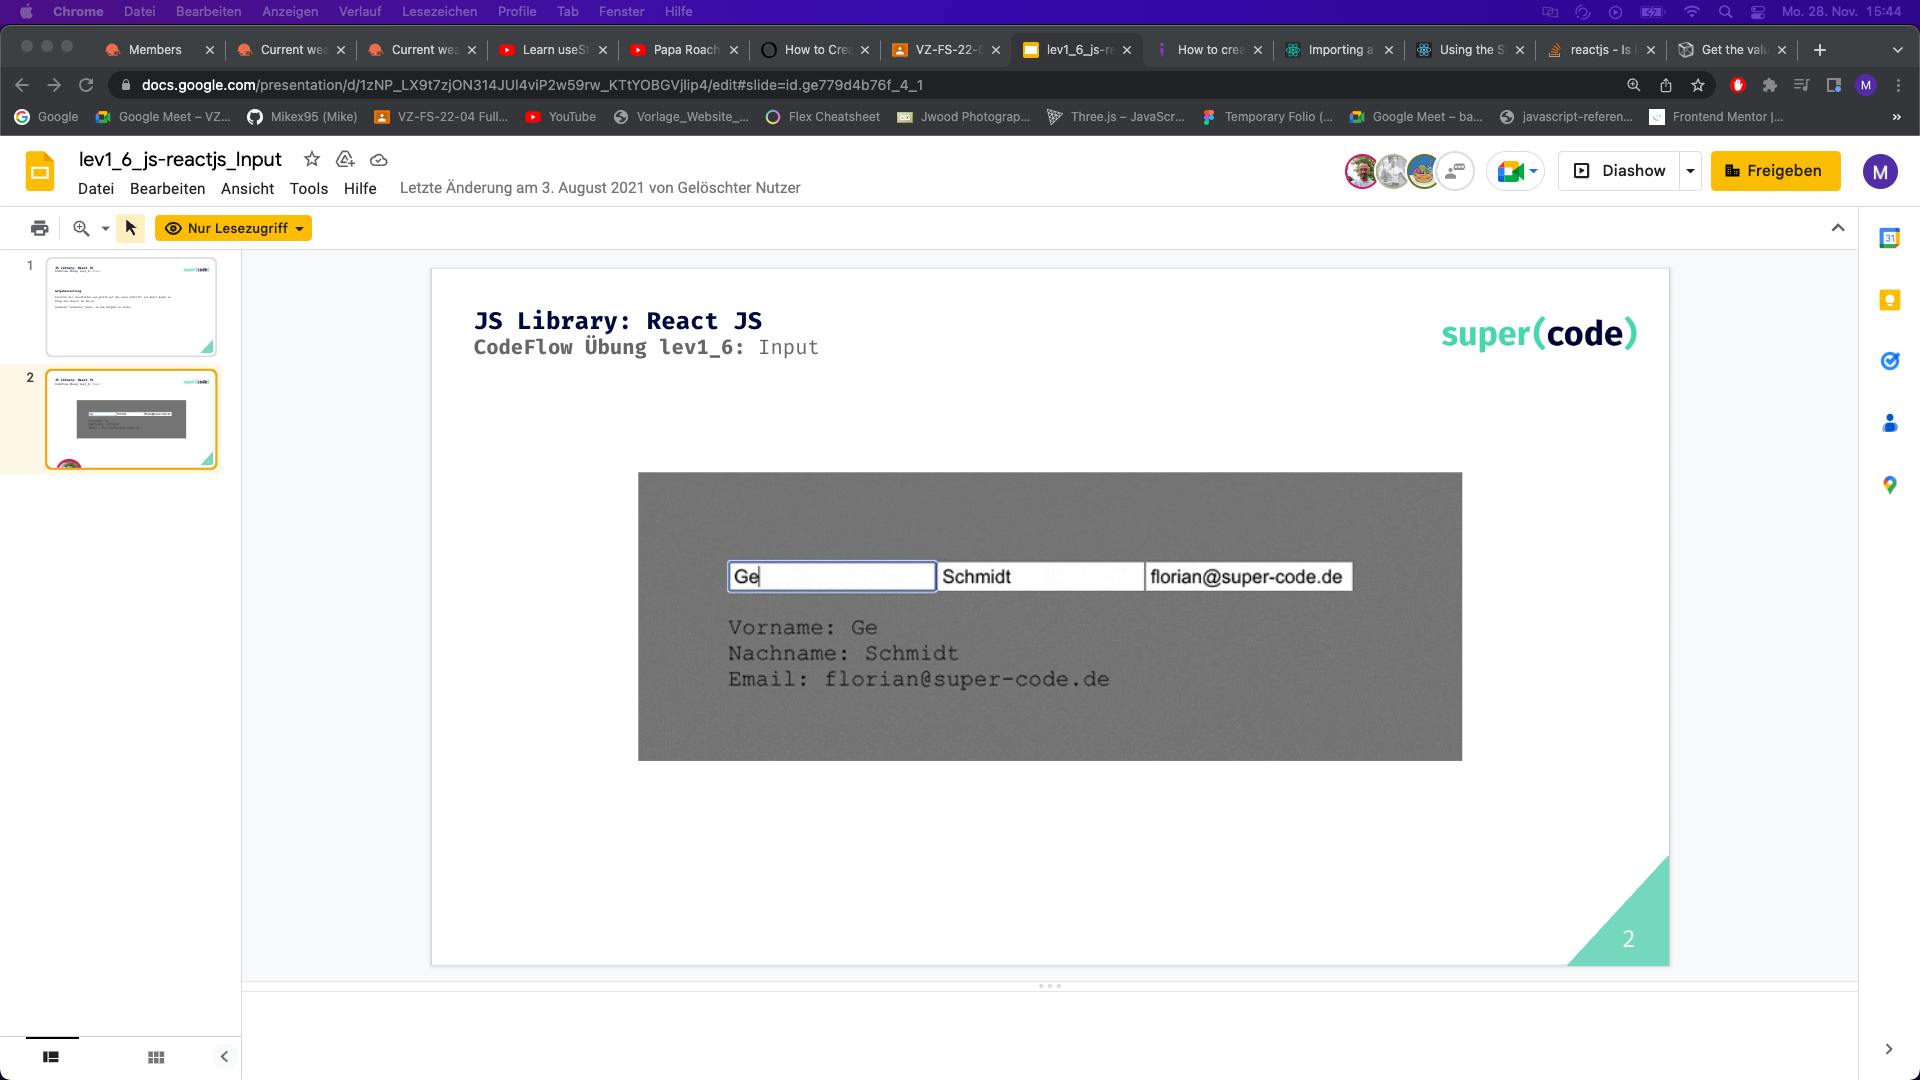 Chrome Datei Bearbeiten Anzeigen Verlauf Lesezeichen Profile Tab Fenster Hilfe Mo. 28. Nov. 15:44
Members Current wea Current wea Learn useSt Papa Roach How to Crea VZ-FS-22-0 lev1_6_js-re How to crea Importing a Using the S reactjs - Is Get the valu
docs.google.com/presentation/d/1zNP_LX9t7zjON314JUl4viP2w59rw_KTtYOBGVjlip4/edit#slide=id.ge779d4b76f_4_1 M
Google Google Meet – VZ... Mikex95 (Mike) VZ-FS-22-04 Full... YouTube Vorlage_Website_... Flex Cheatsheet Jwood Photograp... Three.js – JavaScr... Temporary Folio (... Google Meet – ba... javascript-referen... Frontend Mentor |... »
lev1_6_js-reactjs_Input
Datei Bearbeiten Ansicht Tools Hilfe Letzte Änderung am 3. August 2021 von Gelöschter Nutzer
Diashow Freigeben M
Nur Lesezugriff
31
1
2
JS Library: React JS
CodeFlow Übung lev1_6: Input
super(code)
Ge Schmidt florian@super-code.de
Vorname: Ge
Nachname: Schmidt
Email: florian@super-code.de
2